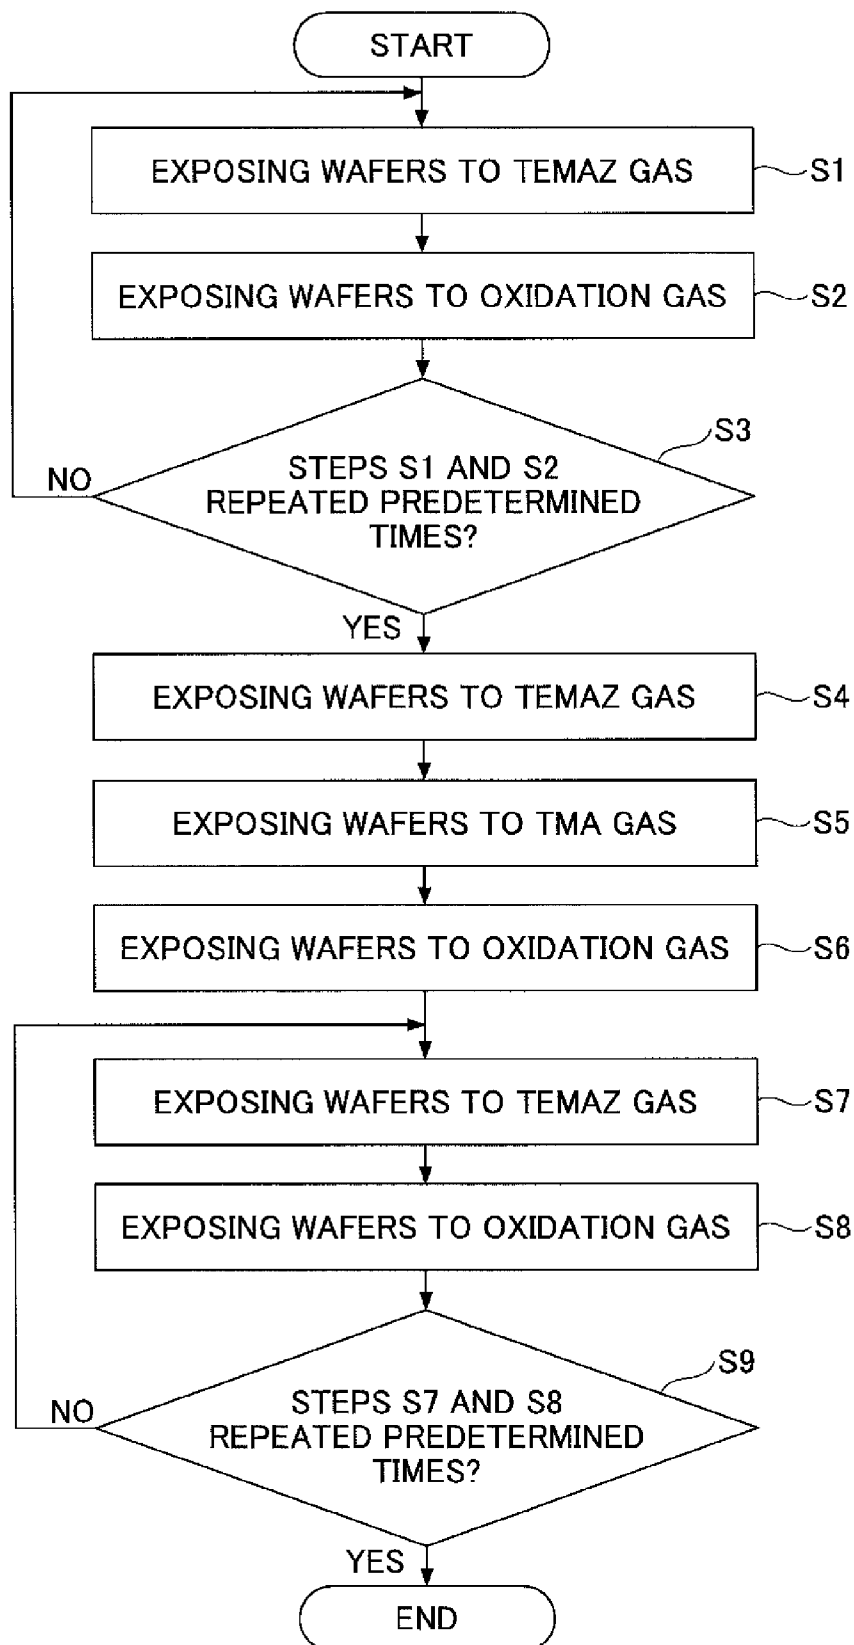 START
EXPOSING WAFERS TO TEMAZ GAS
S1
EXPOSING WAFERS TO OXIDATION GAS
S2
S3
STEPS S1 AND S2
REPEATED PREDETERMINED
TIMES?
NO
YES
EXPOSING WAFERS TO TEMAZ GAS
S4
EXPOSING WAFERS TO TMA GAS
S5
EXPOSING WAFERS TO OXIDATION GAS
S6
EXPOSING WAFERS TO TEMAZ GAS
S7
EXPOSING WAFERS TO OXIDATION GAS
S8
S9
STEPS S7 AND S8
REPEATED PREDETERMINED
TIMES?
NO
YES
END